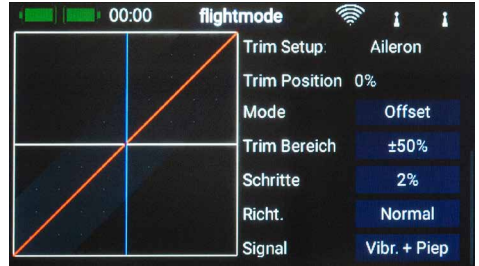 00:00 flightmode
Trim Setup: Aileron
Trim Position 0%
Mode Offset
Trim Bereich ±50%
Schritte 2%
Richt. Normal
Signal Vibr. + Piep